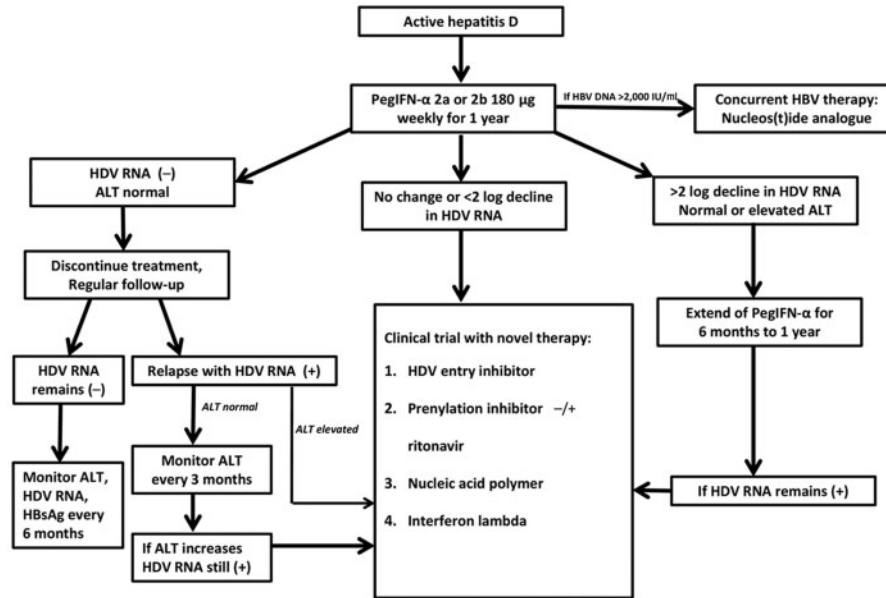 Active hepatitis D
PegIFN-α 2a or 2b 180 μg
weekly for 1 year
If HBV DNA >2,000 IU/ml
Concurrent HBV therapy:
Nucleos(t)ide analogue
HDV RNA (–)
ALT normal
No change or <2 log decline
in HDV RNA
>2 log decline in HDV RNA
Normal or elevated ALT
Discontinue treatment,
Regular follow-up
Extend of PegIFN-α for
6 months to 1 year
HDV RNA
remains (–)
Relapse with HDV RNA (+)
ALT normal
ALT elevated
Monitor ALT,
HDV RNA,
HBsAg every
6 months
Monitor ALT
every 3 months
If ALT increases
HDV RNA still (+)
Clinical trial with novel therapy:
1. HDV entry inhibitor
2. Prenylation inhibitor –/+
ritonavir
3. Nucleic acid polymer
4. Interferon lambda
If HDV RNA remains (+)